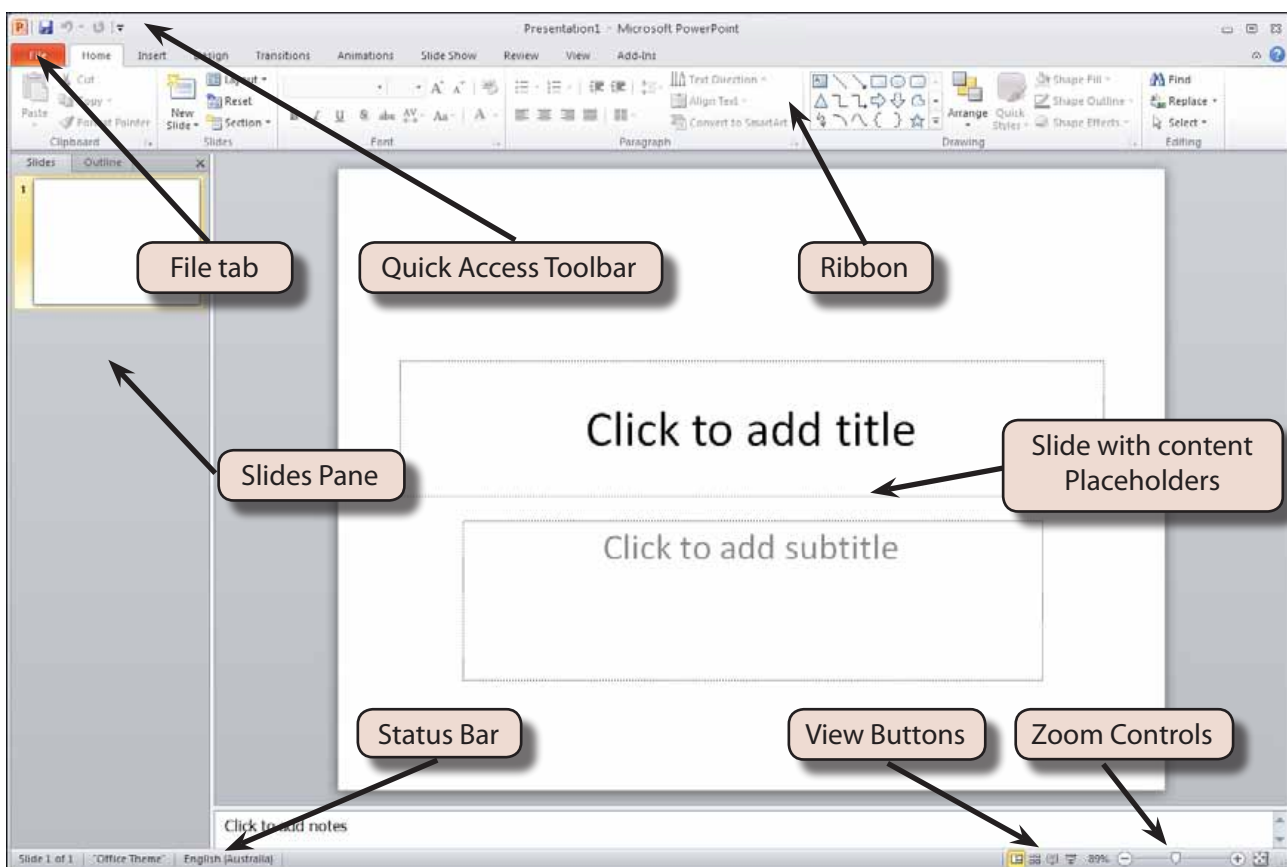 Presentation1 - Microsoft PowerPoint
File Home Insert Design Transitions Animations Slide Show Review View Add-Ins
Cut
Copy
Format Painter
Paste
Clipboard
New
Slide
Layout
Reset
Section
Slides
Font
Text Direction
Align Text
Convert to SmartArt
Paragraph
Arrange
Quick
Styles
Shape Fill
Shape Outline
Shape Effects
Drawing
Find
Replace
Select
Editing
Slides Outline
1
File tab
Quick Access Toolbar
Ribbon
Click to add title
Slide with content
Placeholders
Slides Pane
Click to add subtitle
Status Bar
View Buttons
Zoom Controls
Click to add notes
Slide 1 of 1 "Office Theme" English (Australia) 89%